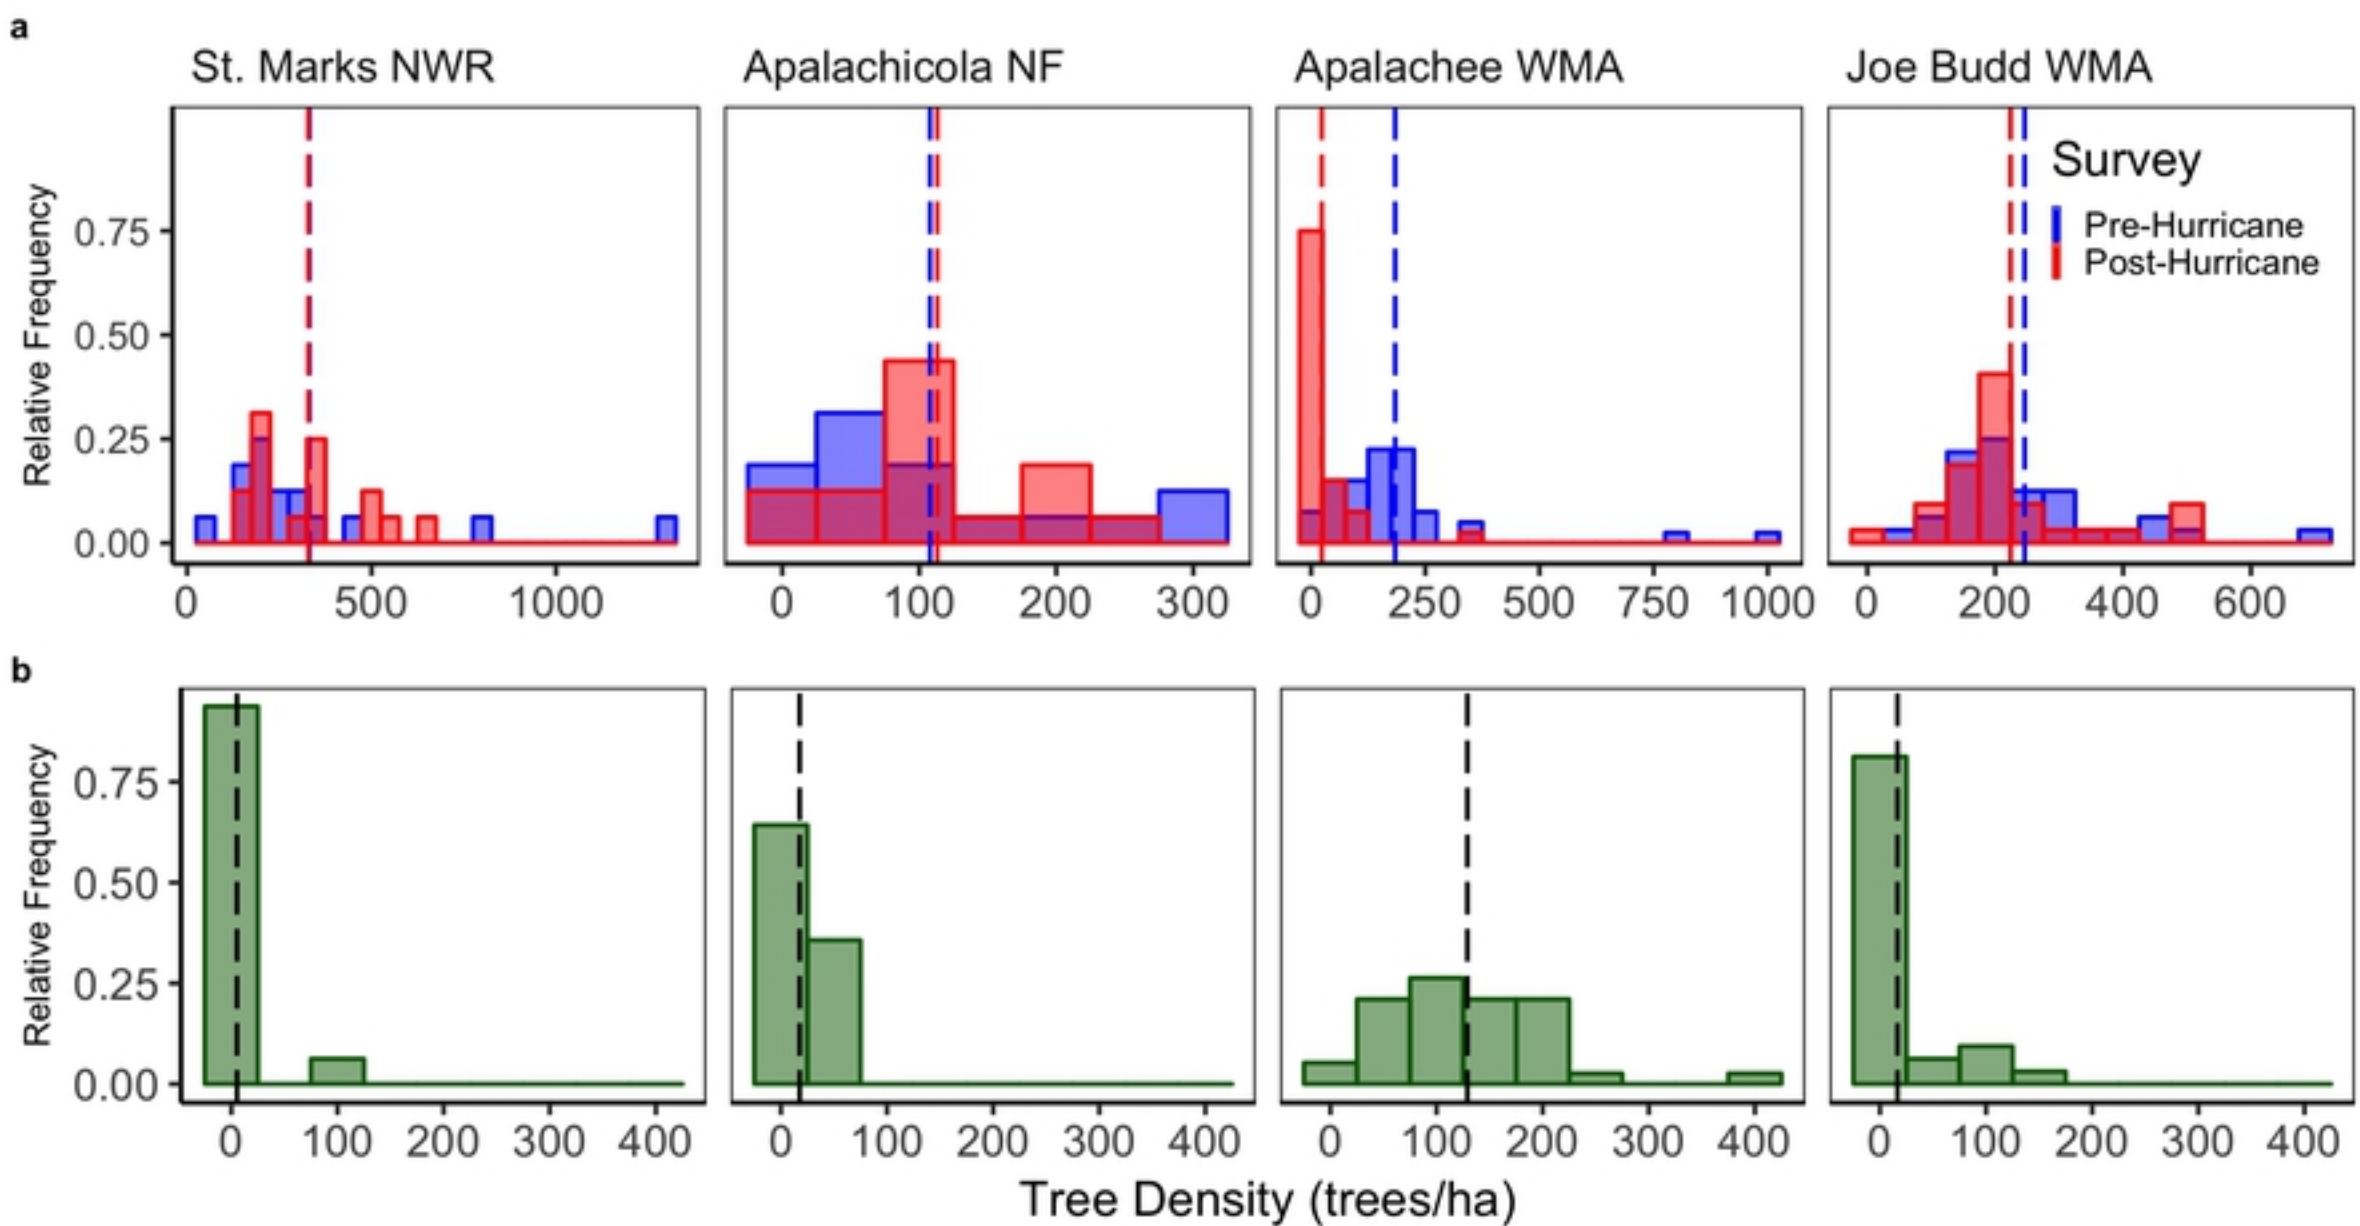 a
St. Marks NWR
Apalachicola NF
Apalachee WMA
Joe Budd WMA
Relative Frequency
0.75
0.50
0.25
0.00
Survey
Pre-Hurricane
Post-Hurricane
0 500 1000
0 100 200 300
0 250 500 750 1000
0 200 400 600
b
Relative Frequency
0.75
0.50
0.25
0.00
0 100 200 300 400
0 100 200 300 400
0 100 200 300 400
0 100 200 300 400
Tree Density (trees/ha)